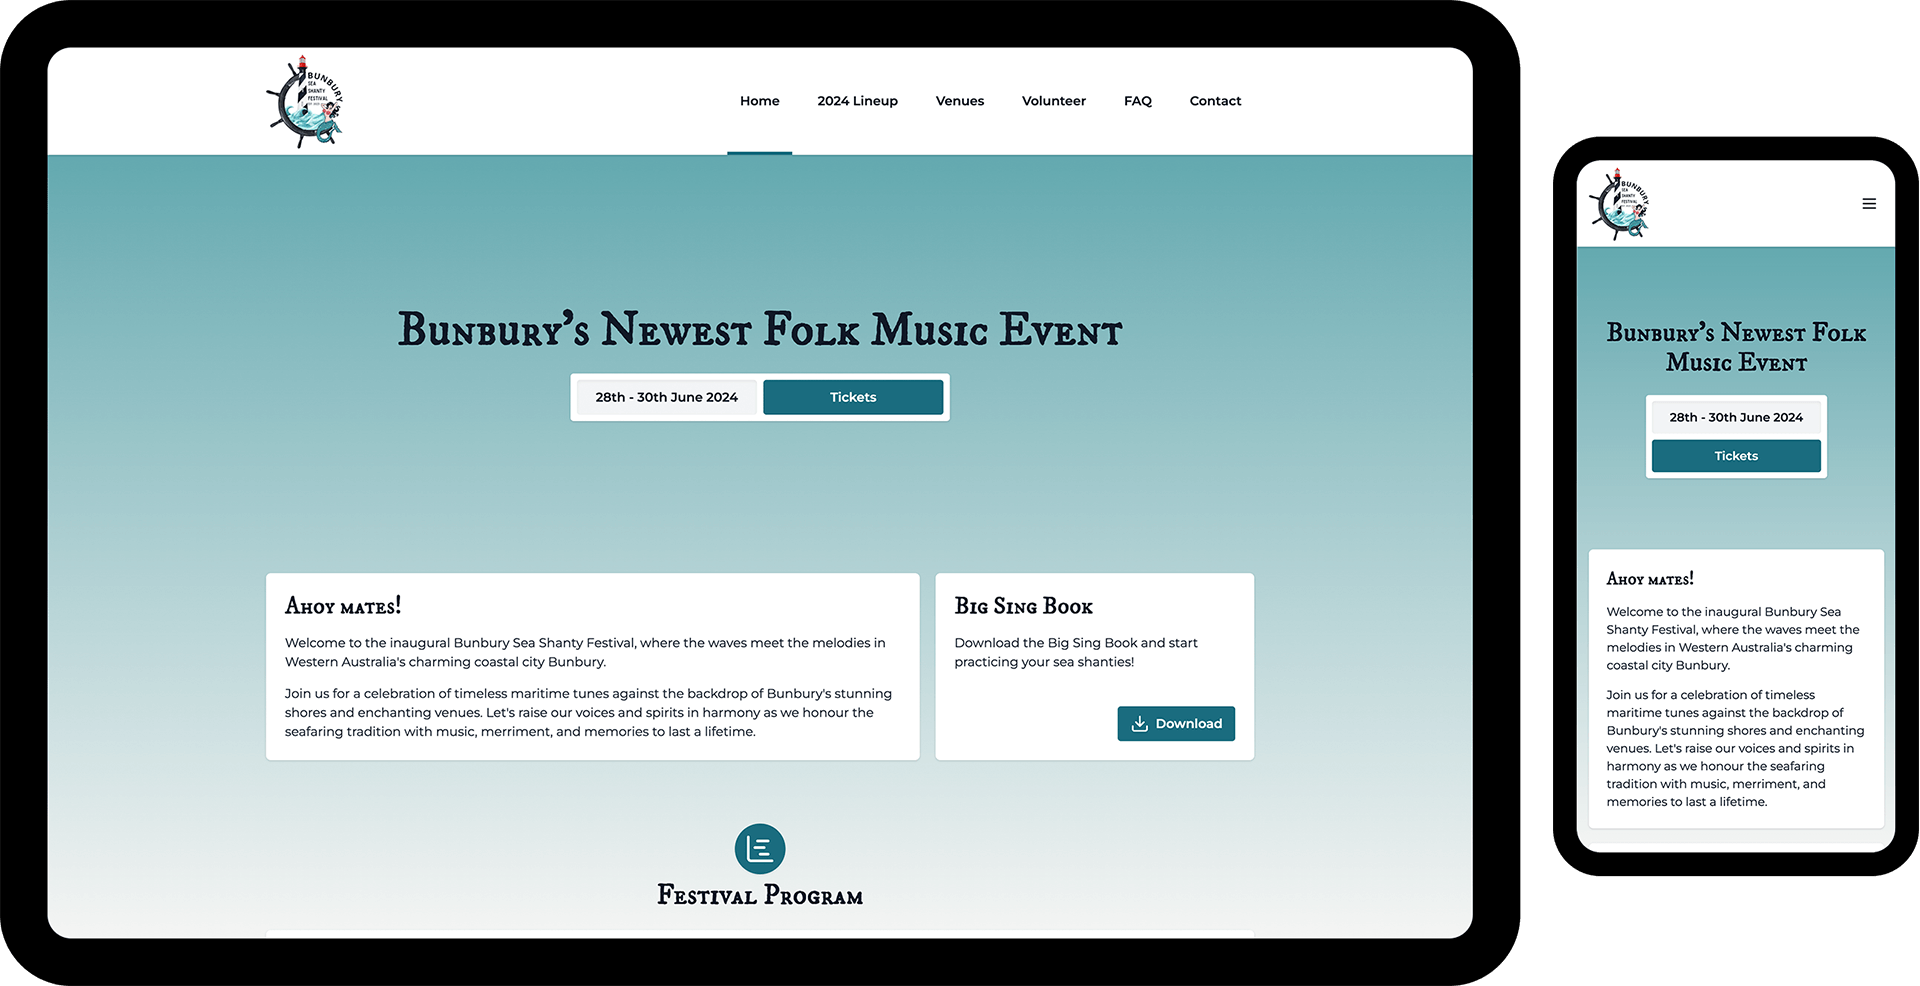 BUNBURY
SEA
SHANTY
FESTIVAL
Home
2024 Lineup
Venues
Volunteer
FAQ
Contact
Bunbury's Newest Folk Music Event
28th - 30th June 2024
Tickets
Ahoy mates!
Welcome to the inaugural Bunbury Sea Shanty Festival, where the waves meet the melodies in
Western Australia's charming coastal city Bunbury.
Join us for a celebration of timeless maritime tunes against the backdrop of Bunbury's stunning
shores and enchanting venues. Let's raise our voices and spirits in harmony as we honour the
seafaring tradition with music, merriment, and memories to last a lifetime.
Big Sing Book
Download the Big Sing Book and start
practicing your sea shanties!
Download
Festival Program
BUNBURY
SEA
SHANTY
FESTIVAL
Bunbury's Newest Folk
Music Event
28th - 30th June 2024
Tickets
Ahoy mates!
Welcome to the inaugural Bunbury Sea
Shanty Festival, where the waves meet the
melodies in Western Australia's charming
coastal city Bunbury.
Join us for a celebration of timeless
maritime tunes against the backdrop of
Bunbury's stunning shores and enchanting
venues. Let's raise our voices and spirits in
harmony as we honour the seafaring
tradition with music, merriment, and
memories to last a lifetime.